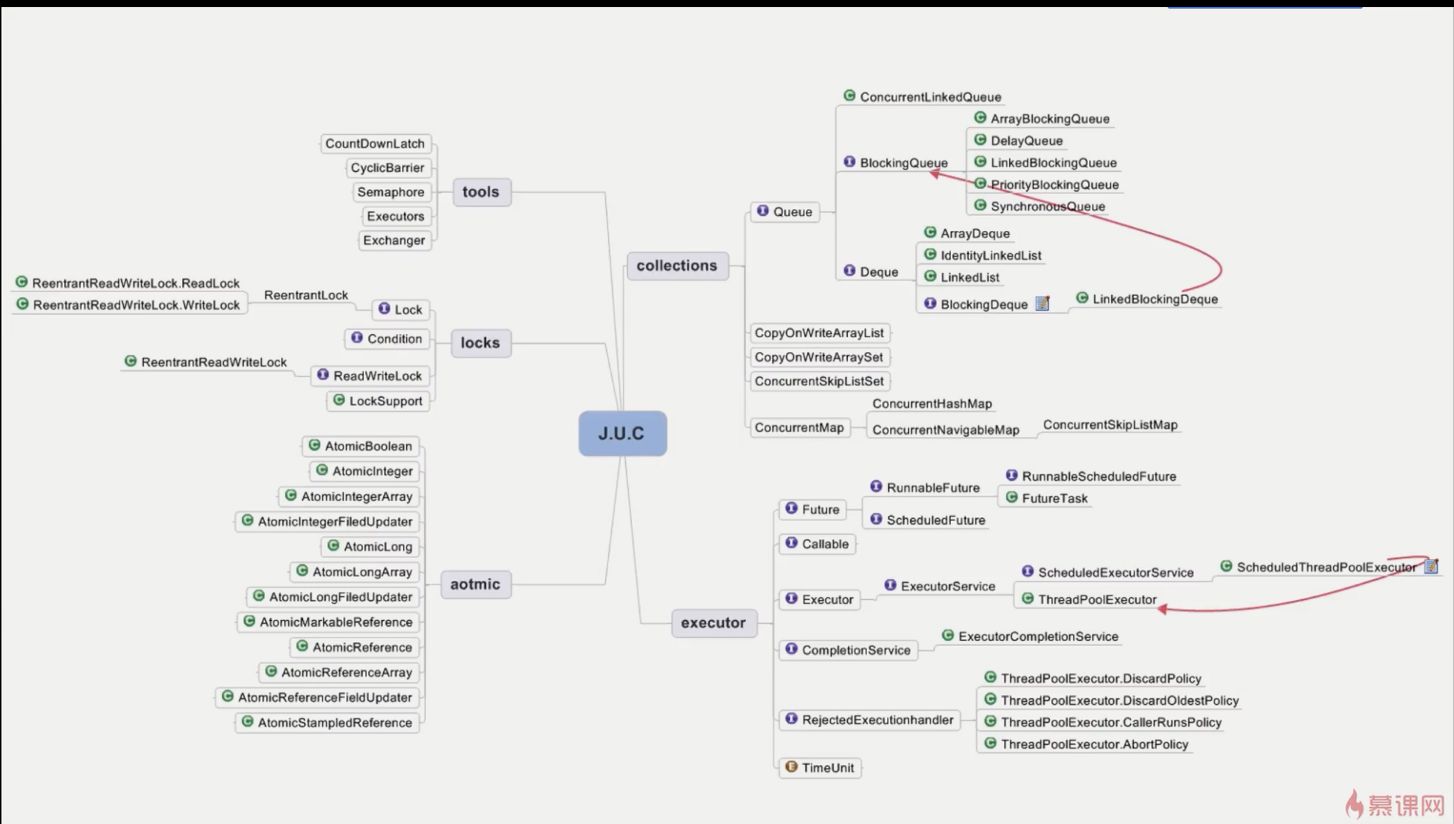 CountDownLatch
CyclicBarrier
Semaphore
Executors
Exchanger
tools
ReentrantReadWriteLock.ReadLock
ReentrantReadWriteLock.WriteLock
ReentrantLock
Lock
Condition
ReentrantReadWriteLock
ReadWriteLock
LockSupport
locks
AtomicBoolean
AtomicInteger
AtomicIntegerArray
AtomicIntegerFiledUpdater
AtomicLong
AtomicLongArray
AtomicLongFiledUpdater
AtomicMarkableReference
AtomicReference
AtomicReferenceArray
AtomicReferenceFieldUpdater
AtomicStampledReference
aotmic
J.U.C
collections
Queue
ConcurrentLinkedQueue
BlockingQueue
ArrayBlockingQueue
DelayQueue
LinkedBlockingQueue
PriorityBlockingQueue
SynchronousQueue
Deque
ArrayDeque
IdentityLinkedList
LinkedList
BlockingDeque
LinkedBlockingDeque
CopyOnWriteArrayList
CopyOnWriteArraySet
ConcurrentSkipListSet
ConcurrentMap
ConcurrentHashMap
ConcurrentNavigableMap
ConcurrentSkipListMap
executor
Future
RunnableFuture
RunnableScheduledFuture
FutureTask
ScheduledFuture
Callable
Executor
ExecutorService
ScheduledExecutorService
ScheduledThreadPoolExecutor
ThreadPoolExecutor
CompletionService
ExecutorCompletionService
RejectedExecutionhandler
ThreadPoolExecutor.DiscardPolicy
ThreadPoolExecutor.DiscardOldestPolicy
ThreadPoolExecutor.CallerRunsPolicy
ThreadPoolExecutor.AbortPolicy
TimeUnit
慕课网